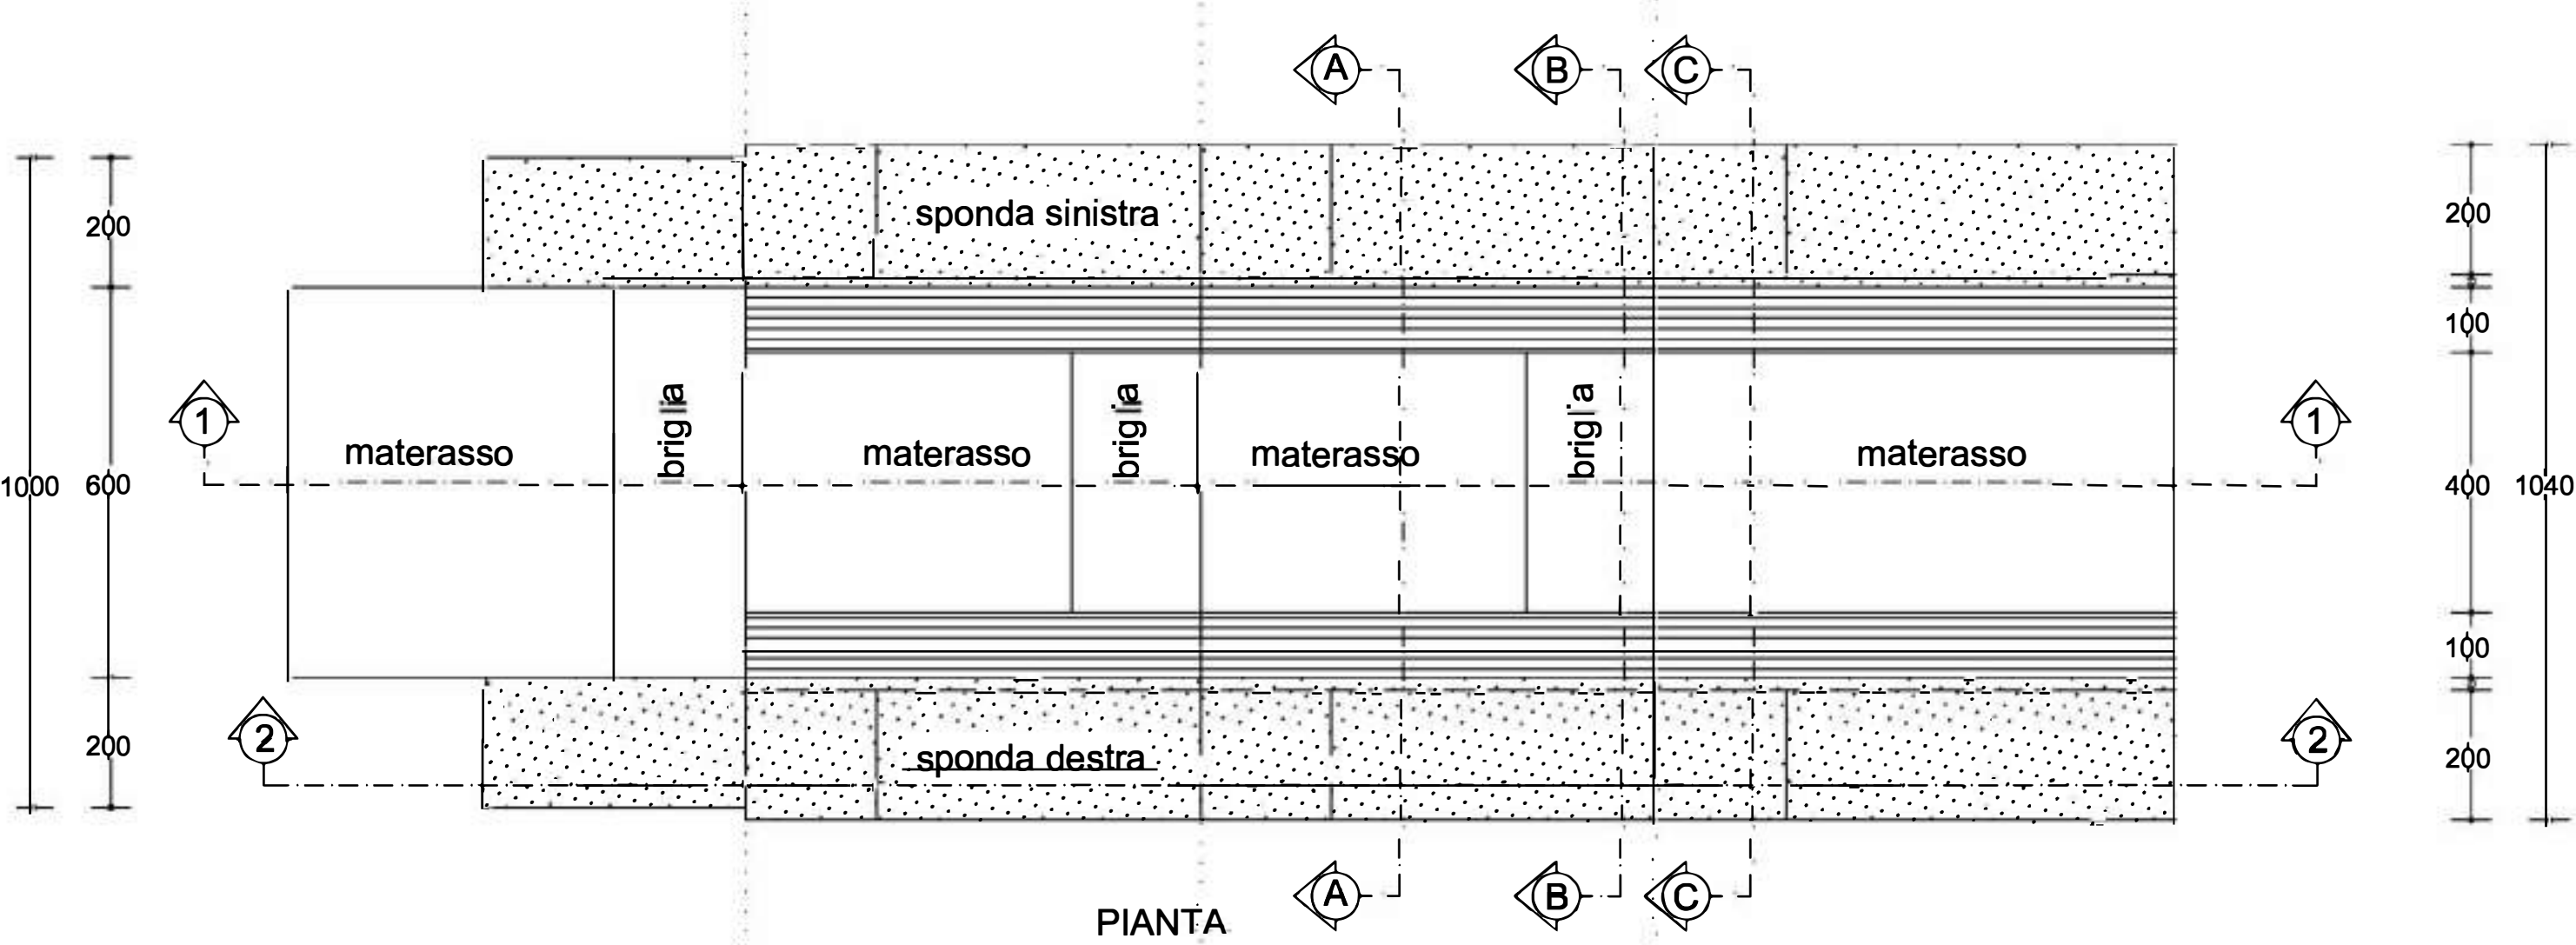 A
B
C
200
sponda sinistra
200
100
1
briglia
briglia
briglia
1
materasso
materasso
materasso
materasso
1000
600
400
1040
100
2
200
sponda destra
200
2
A
B
C
PIANTA